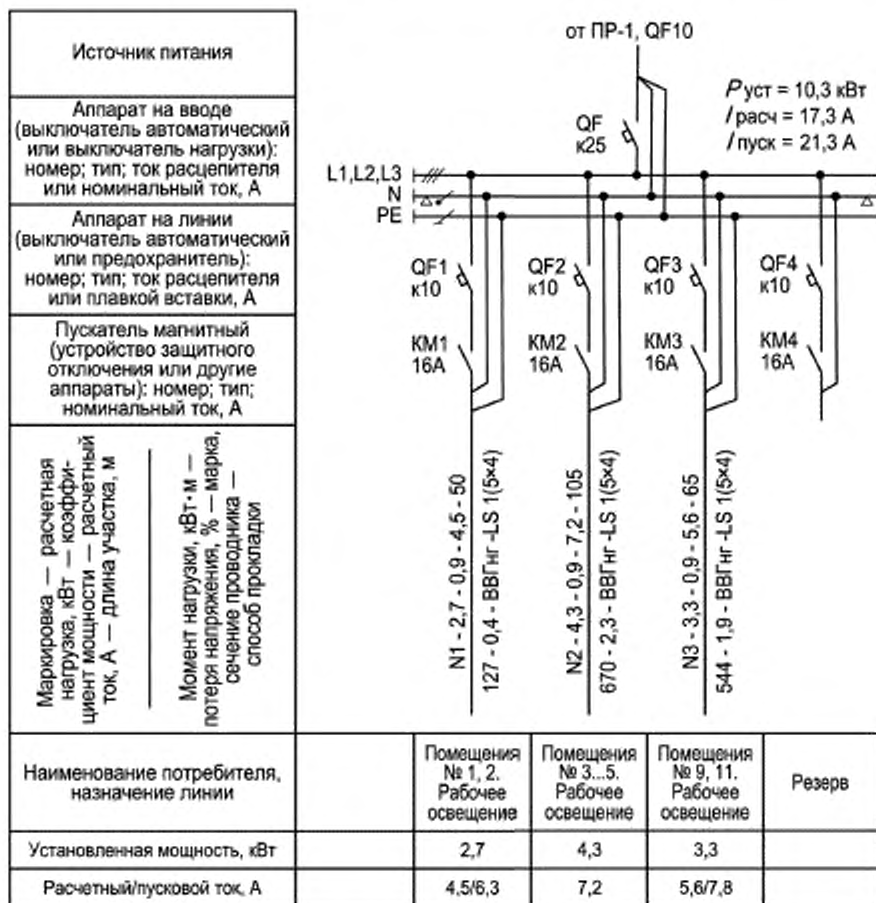 Источник питания
Аппарат на вводе
(выключатель автоматический
или выключатель нагрузки):
номер; тип; ток расцепителя
или номинальный ток, А
Аппарат на линии
(выключатель автоматический
или предохранитель):
номер; тип; ток расцепителя
или плавкой вставки, А
Пускатель магнитный
(устройство защитного
отключения или другие
аппараты): номер; тип;
номинальный ток, А
Маркировка — расчетная
нагрузка, кВт — коэффи-
циент мощности — расчетный
ток, А — длина участка, м
Момент нагрузки, кВт·м —
потеря напряжения, % — марка,
сечение проводника —
способ прокладки
от ПР-1, QF10
Pуст = 10,3 кВт
Iрасч = 17,3 А
Iпуск = 21,3 А
QF
к25
L1,L2,L3
N
PE
QF1
к10
QF2
к10
QF3
к10
QF4
к10
КМ1
16А
КМ2
16А
КМ3
16А
КМ4
16А
N1 - 2,7 - 0,9 - 4,5 - 50
127 - 0,4 - ВВГнг -LS 1(5×4)
N2 - 4,3 - 0,9 - 7,2 - 105
670 - 2,3 - ВВГнг -LS 1(5×4)
N3 - 3,3 - 0,9 - 5,6 - 65
544 - 1,9 - ВВГнг -LS 1(5×4)
Наименование потребителя,
назначение линии
Помещения
№ 1, 2.
Рабочее
освещение
Помещения
№ 3...5.
Рабочее
освещение
Помещения
№ 9, 11.
Рабочее
освещение
Резерв
Установленная мощность, кВт
2,7
4,3
3,3
Расчетный/пусковой ток, А
4,5/6,3
7,2
5,6/7,8